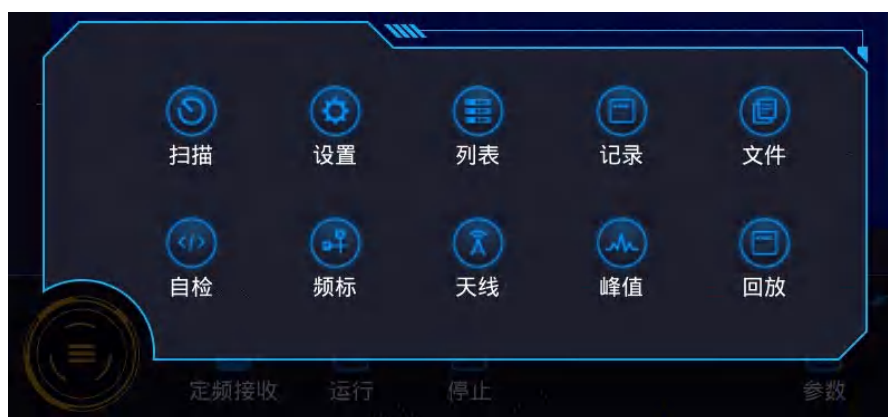 扫描 设置 列表 记录 文件
自检 频标 天线 峰值 回放
定频接收 运行 停止 参数